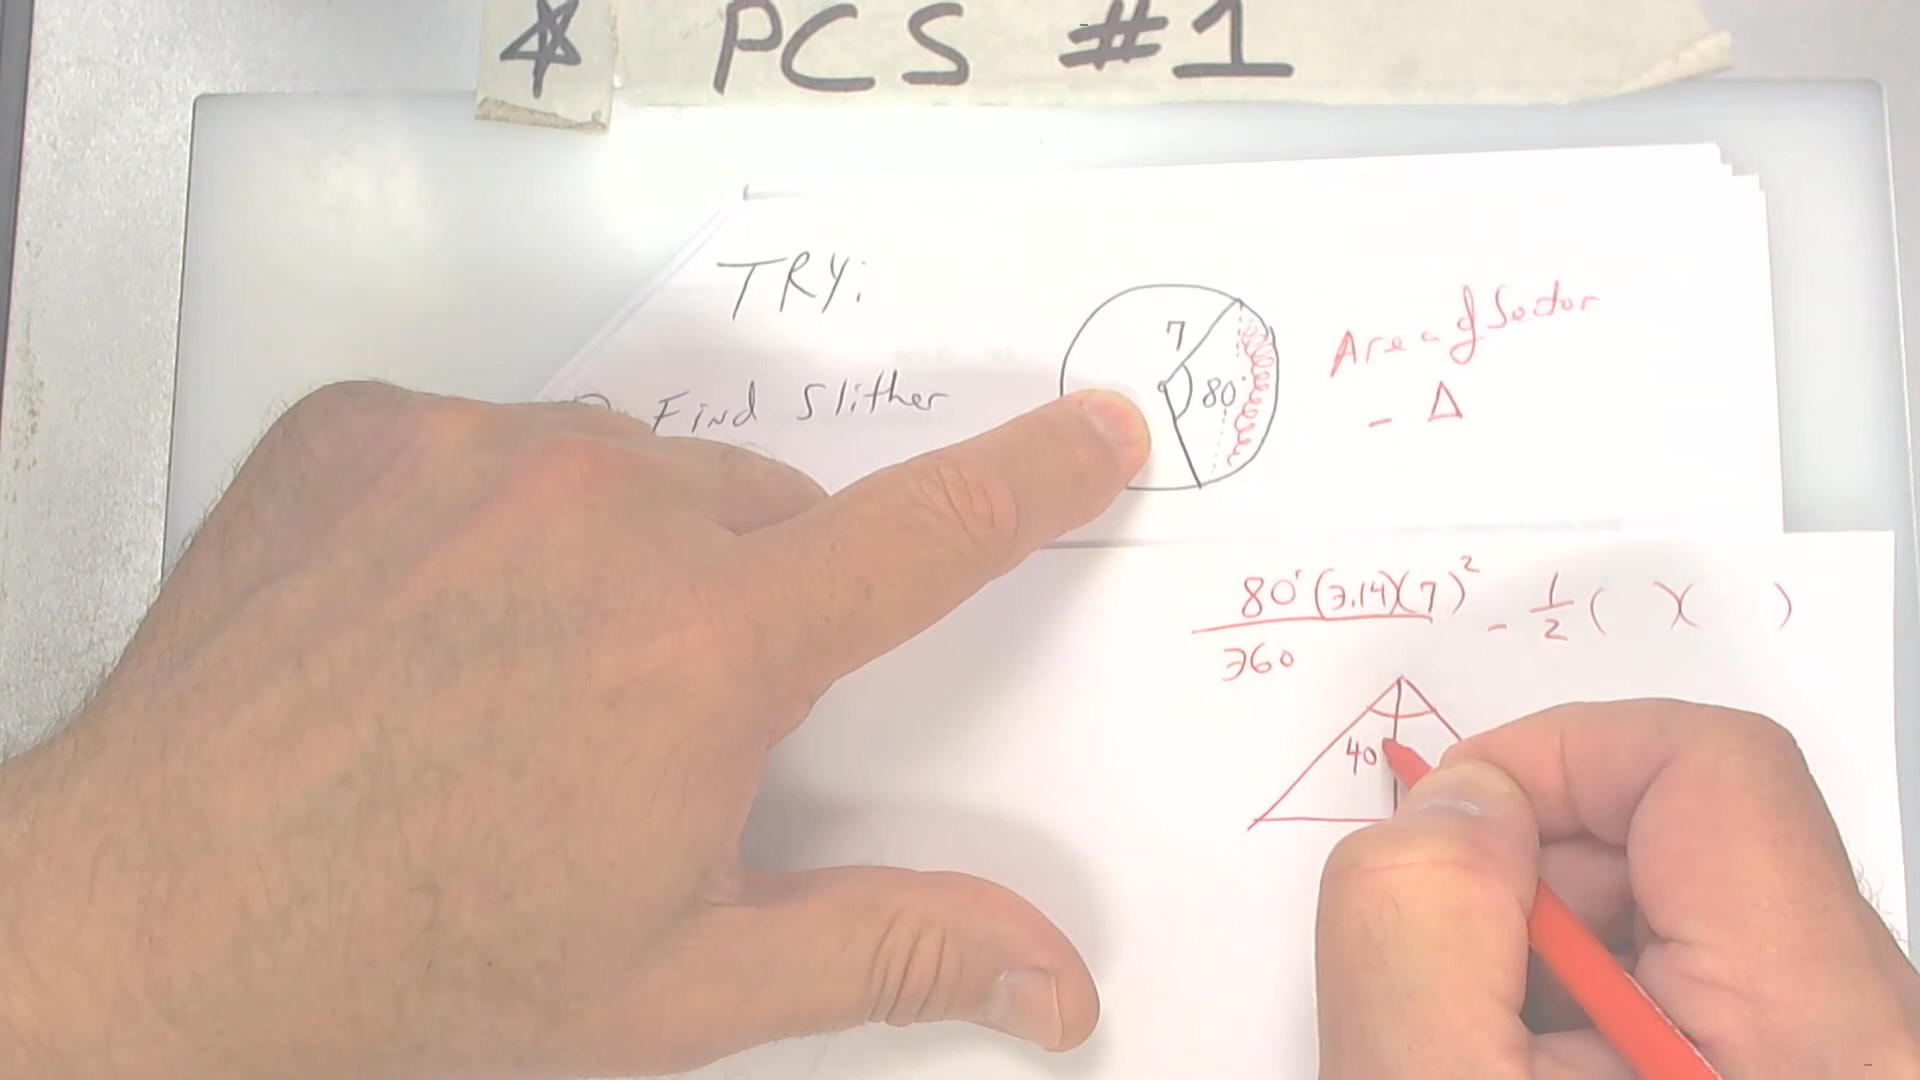 ☆ PCS #1
TRY:
Find Slither
7
80°
Area of Sector
- Δ
80°(3.14)(7)² / 360 - 1/2 ( )( )
40